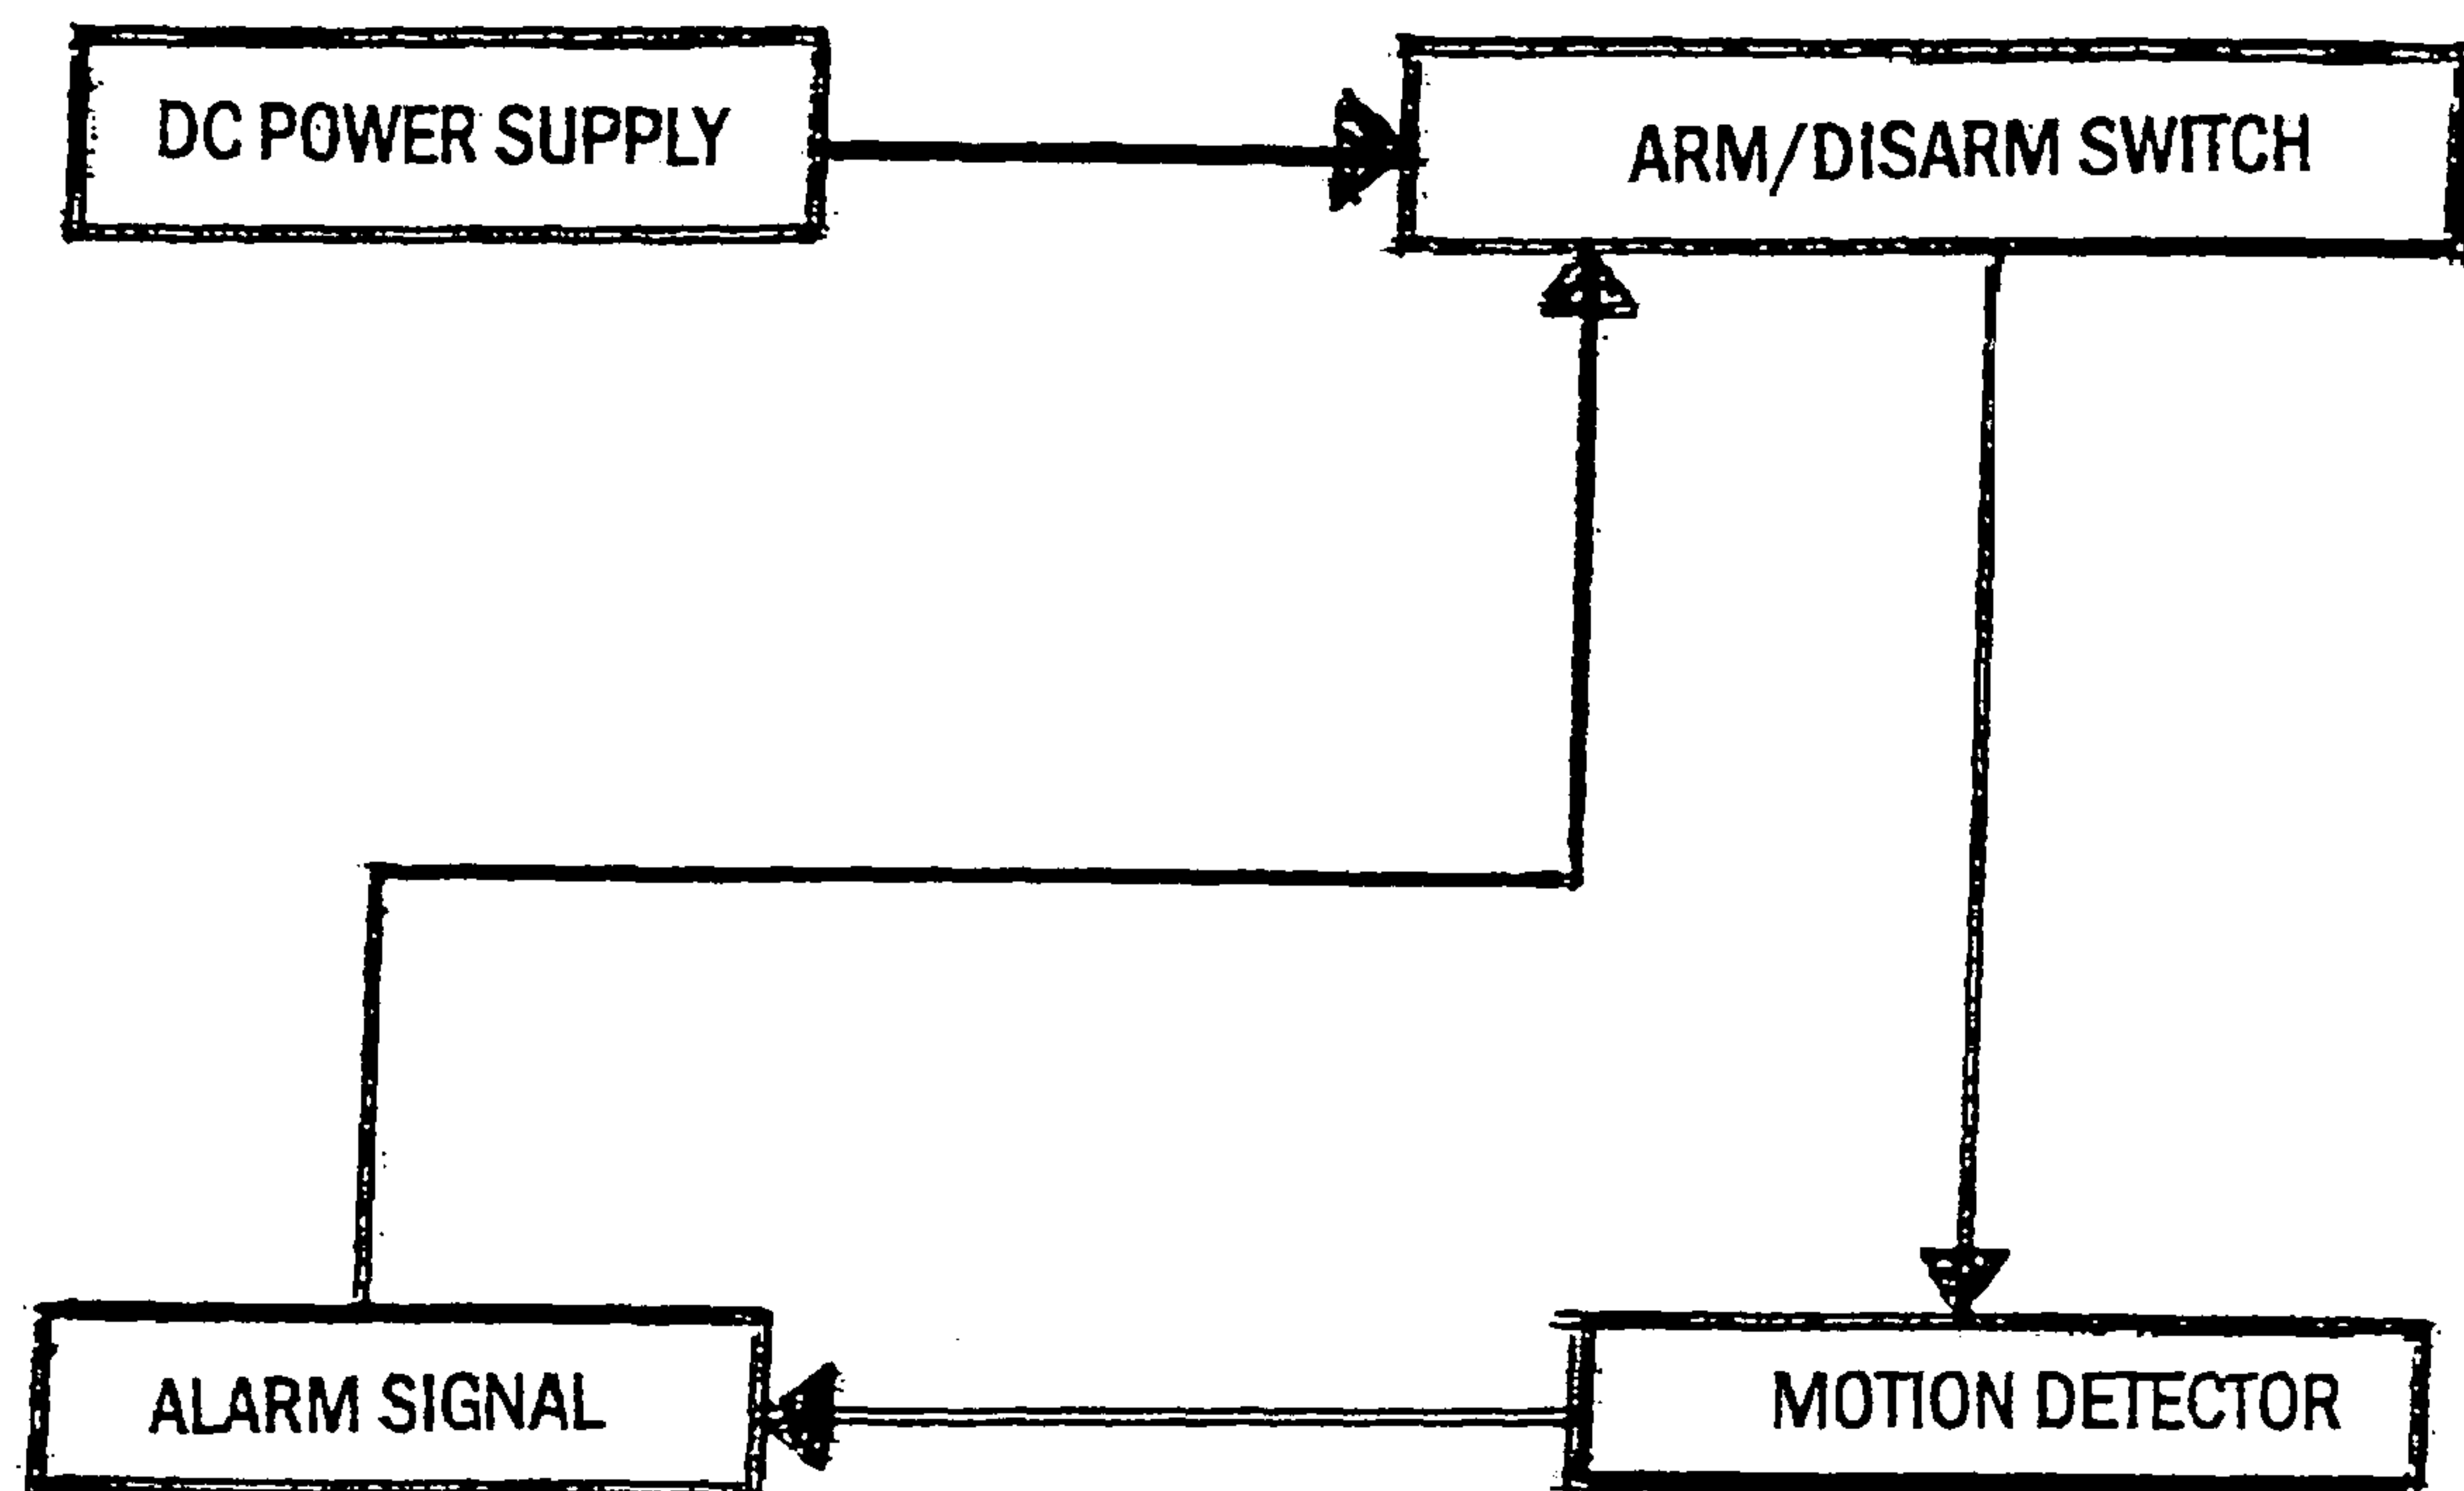 DC POWER SUPPLY
ARM/DISARM SWITCH
ALARM SIGNAL
MOTION DETECTOR